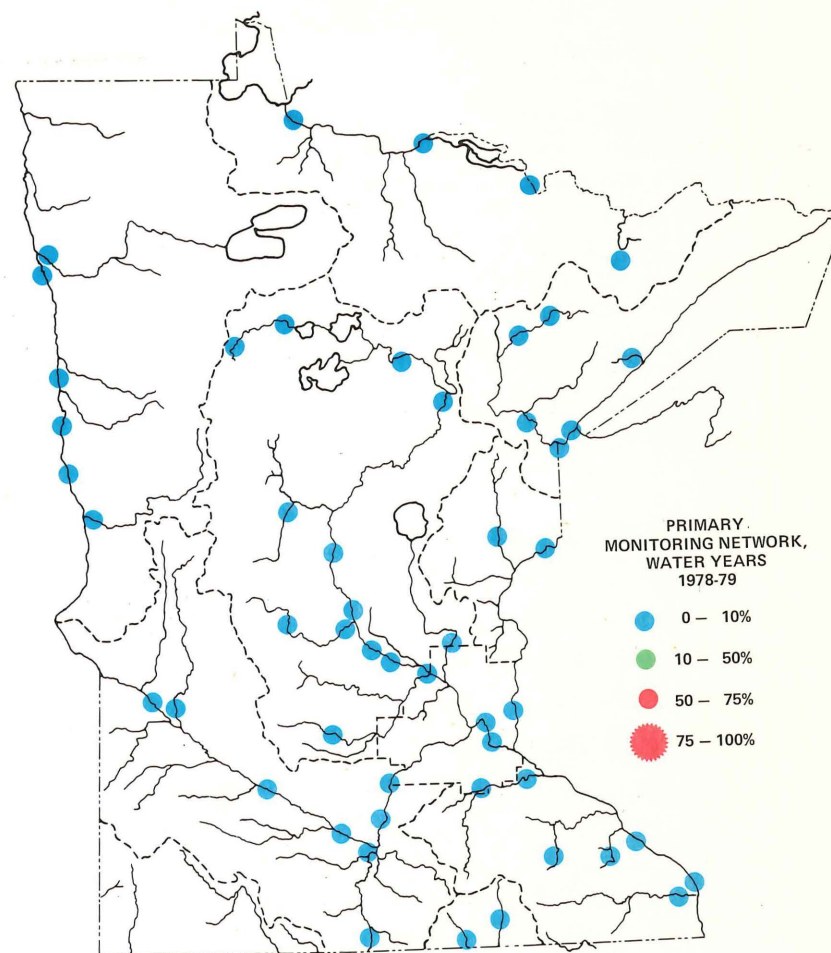 PRIMARY
MONITORING NETWORK,
WATER YEARS
1978-79
0 — 10%
10 — 50%
50 — 75%
75 — 100%